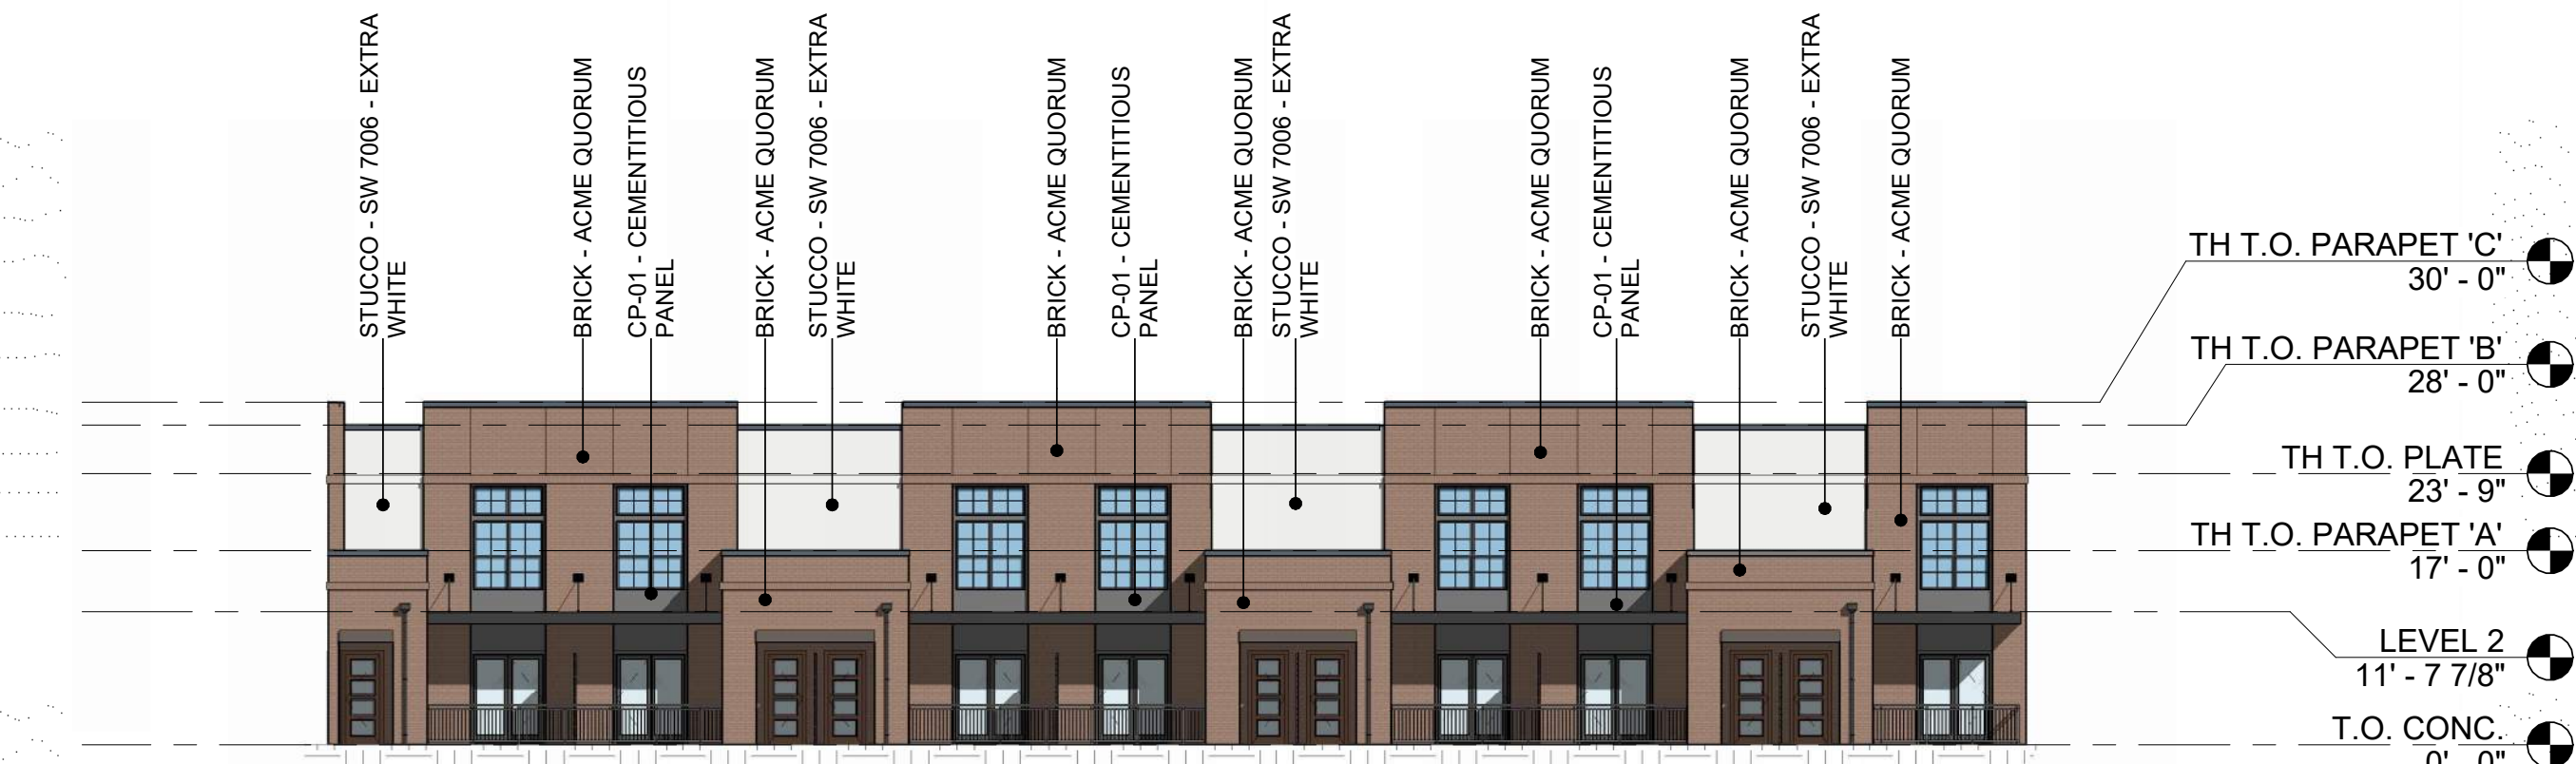 STUCCO - SW 7006 - EXTRA
WHITE
BRICK - ACME QUORUM
CP-01 - CEMENTITIOUS
PANEL
BRICK - ACME QUORUM
STUCCO - SW 7006 - EXTRA
WHITE
BRICK - ACME QUORUM
CP-01 - CEMENTITIOUS
PANEL
BRICK - ACME QUORUM
STUCCO - SW 7006 - EXTRA
WHITE
BRICK - ACME QUORUM
CP-01 - CEMENTITIOUS
PANEL
BRICK - ACME QUORUM
STUCCO - SW 7006 - EXTRA
WHITE
BRICK - ACME QUORUM
TH T.O. PARAPET 'C'
30' - 0"
TH T.O. PARAPET 'B'
28' - 0"
TH T.O. PLATE
23' - 9"
TH T.O. PARAPET 'A'
17' - 0"
LEVEL 2
11' - 7 7/8"
T.O. CONC.
0' - 0"